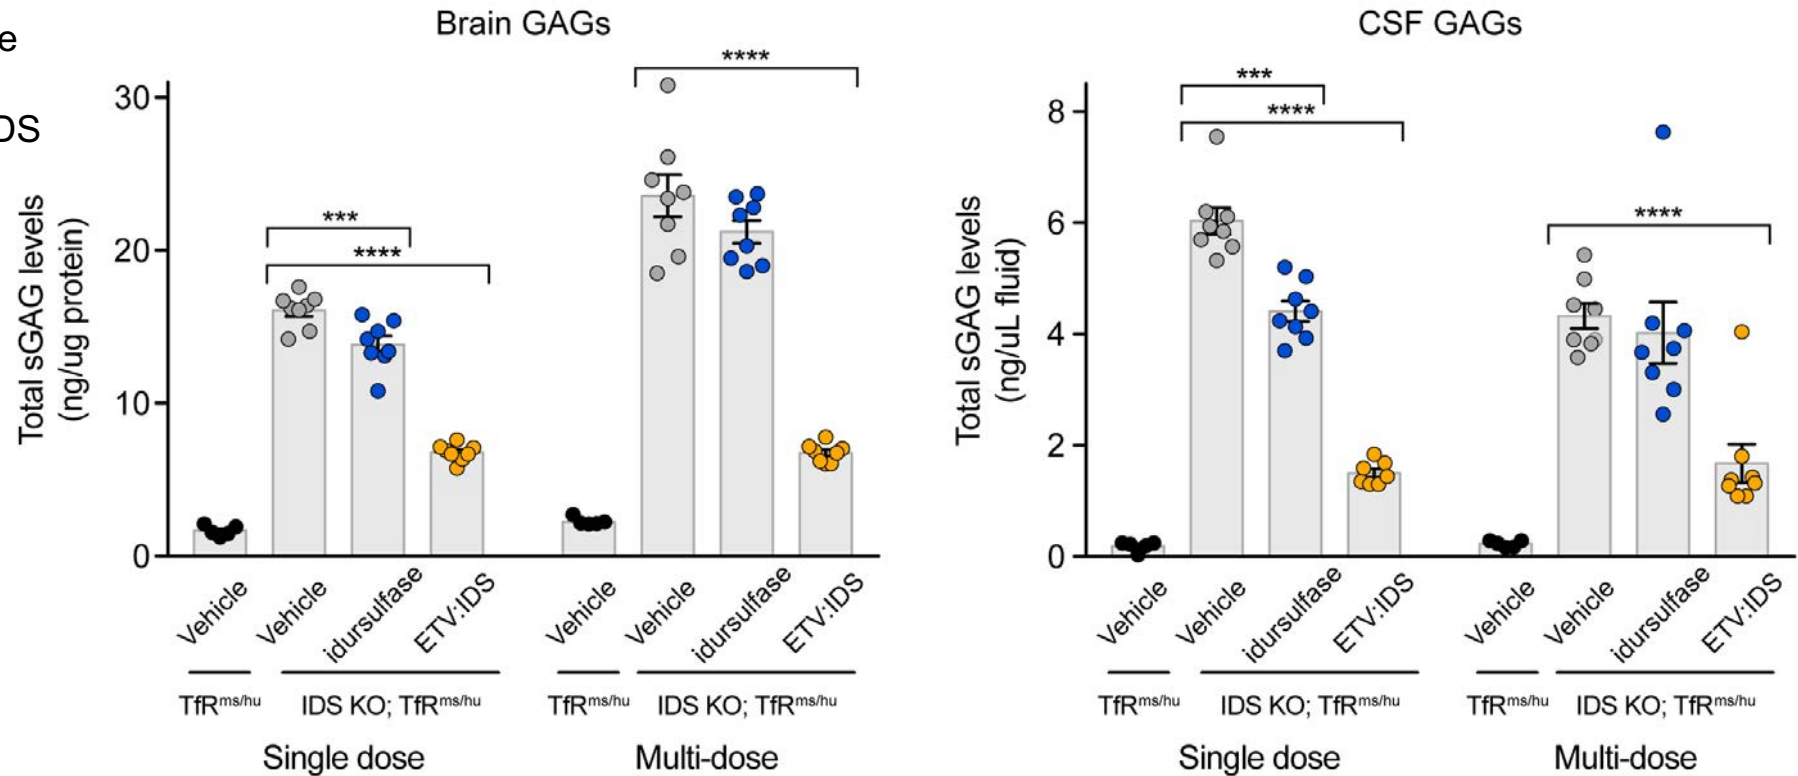 e
DS
Brain GAGs
Total sGAG levels
(ng/ug protein)
30
20
10
0
***
****
****
Vehicle
Vehicle
idursulfase
ETV:IDS
Vehicle
Vehicle
idursulfase
ETV:IDS
TfRms/hu
IDS KO; TfRms/hu
TfRms/hu
IDS KO; TfRms/hu
Single dose
Multi-dose
CSF GAGs
Total sGAG levels
(ng/uL fluid)
8
6
4
2
0
***
****
****
Vehicle
Vehicle
idursulfase
ETV:IDS
Vehicle
Vehicle
idursulfase
ETV:IDS
TfRms/hu
IDS KO; TfRms/hu
TfRms/hu
IDS KO; TfRms/hu
Single dose
Multi-dose